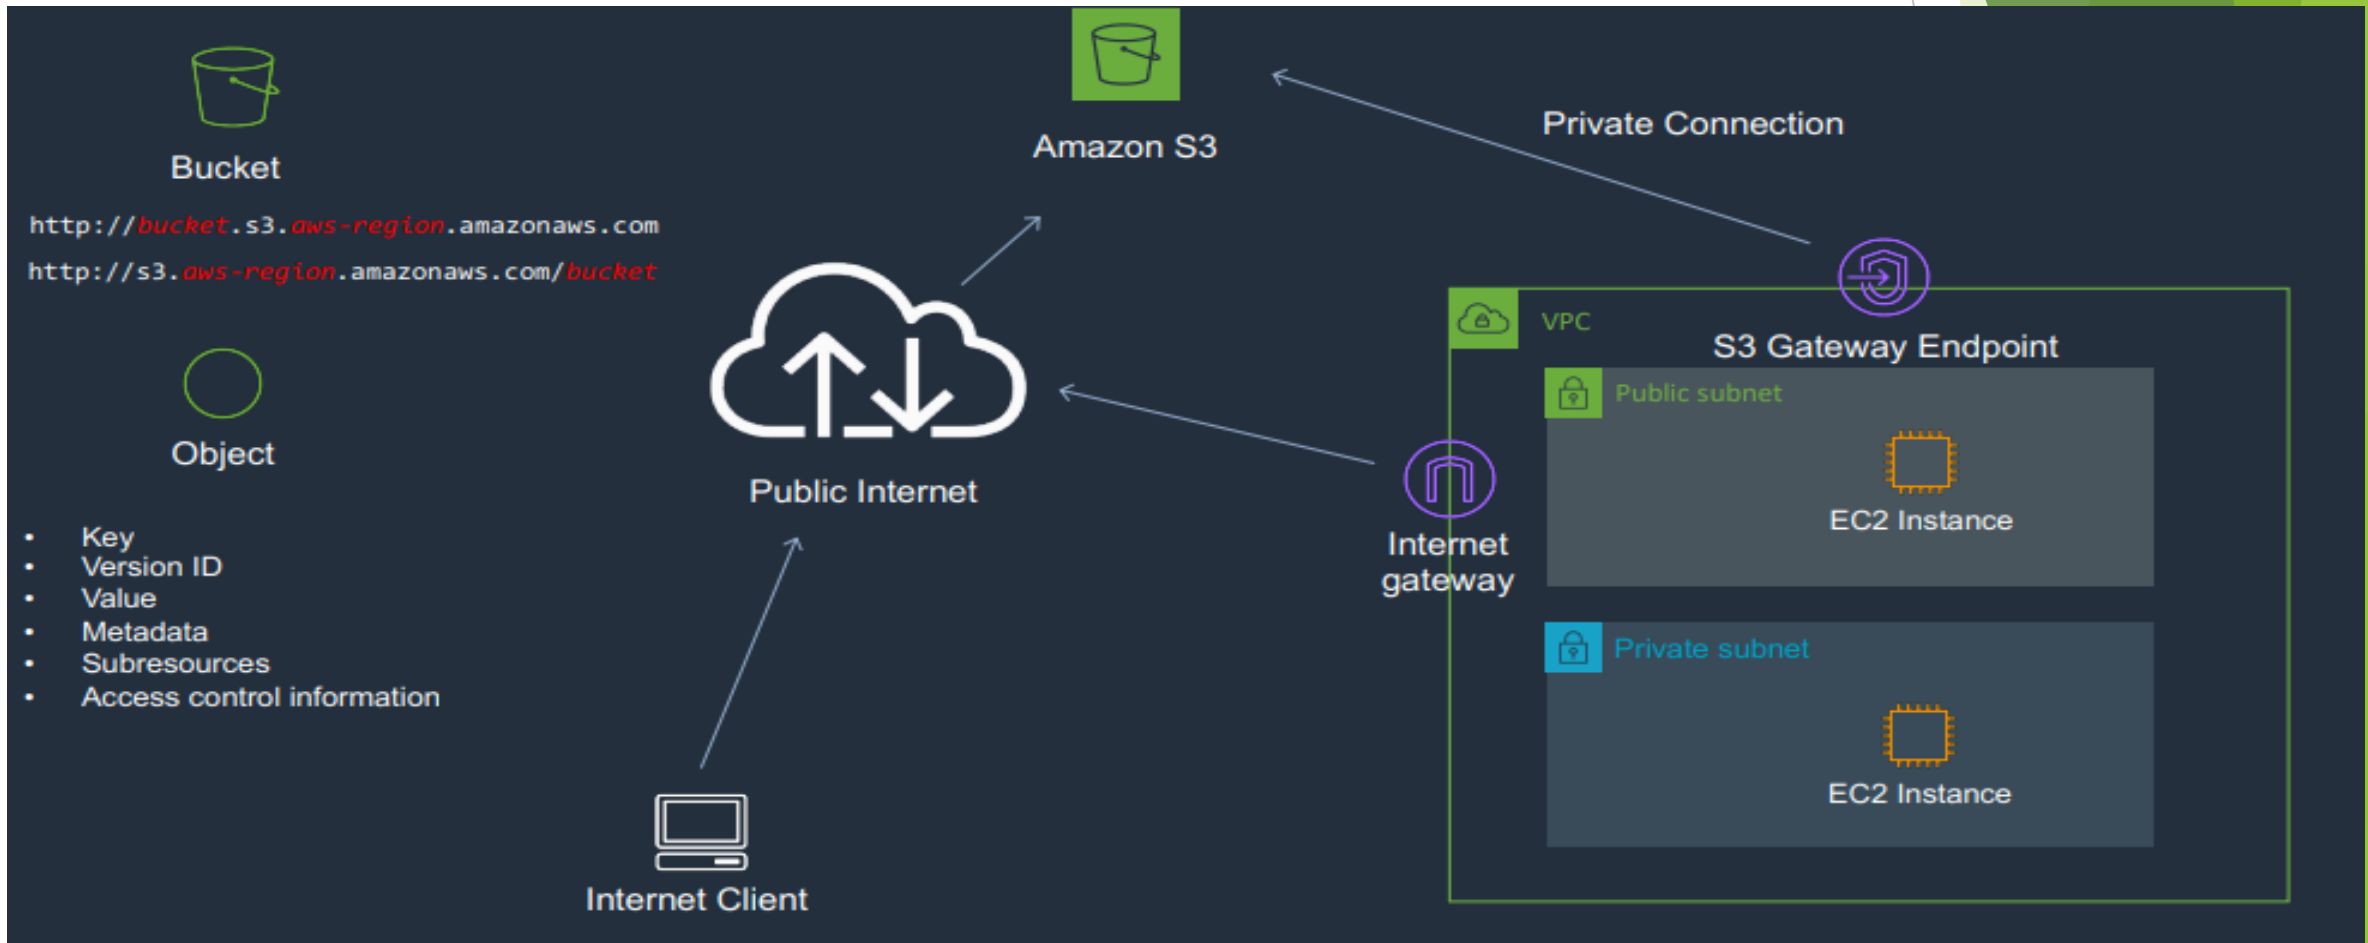 Bucket
http://bucket.s3.aws-region.amazonaws.com
http://s3.aws-region.amazonaws.com/bucket
Object
• Key
• Version ID
• Value
• Metadata
• Subresources
• Access control information
Amazon S3
Private Connection
Public Internet
Internet Client
VPC
S3 Gateway Endpoint
Public subnet
EC2 Instance
Internet
gateway
Private subnet
EC2 Instance